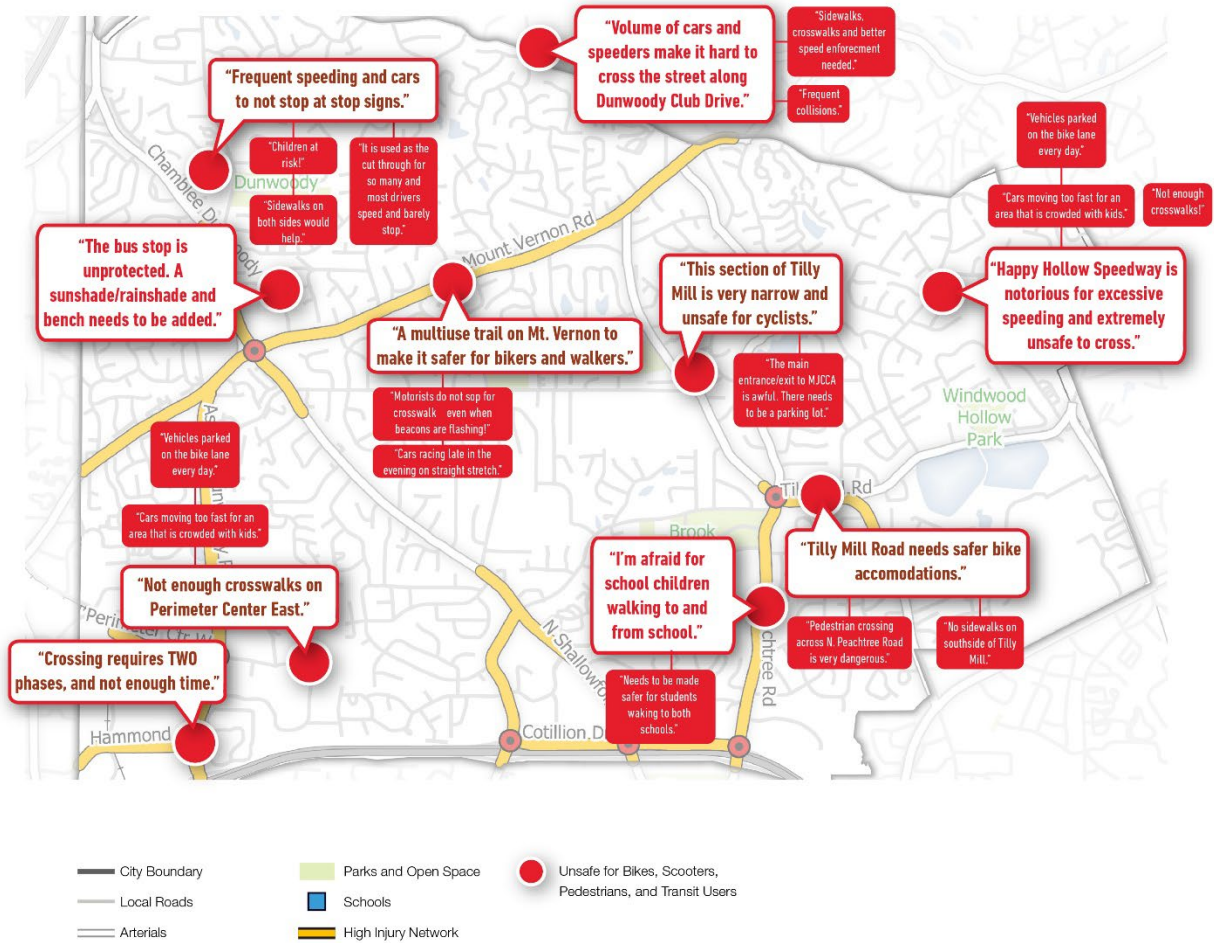 “Volume of cars and
speeders make it hard to
cross the street along
Dunwoody Club Drive.”
“Sidewalks,
crosswalks and better
speed enforecment
needed.”
“Frequent
collisions.”
“Frequent speeding and cars
to not stop at stop signs.”
“Children at
risk!”
“Sidewalks on
both sides would
help.”
“It is used as the
cut through for
so many and
most drivers
speed and barely
stop.”
“Vehicles parked
on the bike lane
every day.”
“Cars moving too fast for an
area that is crowded with kids.”
“Not enough
crosswalks!”
“Happy Hollow Speedway is
notorious for excessive
speeding and extremely
unsafe to cross.”
“The bus stop is
unprotected. A
sunshade/rainshade and
bench needs to be added.”
Chamblee Dunwoody
Dunwoody
Mount Vernon Rd
“A multiuse trail on Mt. Vernon to
make it safer for bikers and walkers.”
“Motorists do not sop for
crosswalk even when
beacons are flashing!”
“Cars racing late in the
evening on straight stretch.”
“This section of Tilly
Mill is very narrow and
unsafe for cyclists.”
“The main
entrance/exit to MJCCA
is awful. There needs
to be a parking lot.”
Windwood
Hollow
Park
“Vehicles parked
on the bike lane
every day.”
“Cars moving too fast for an
area that is crowded with kids.”
“Not enough crosswalks on
Perimeter Center East.”
Perimeter Ctr W
“Crossing requires TWO
phases, and not enough time.”
Hammond
Brook
“I’m afraid for
school children
walking to and
from school.”
“Needs to be made
safer for students
waking to both
schools.”
“Tilly Mill Road needs safer bike
accomodations.”
“Pedestrian crossing
across N. Peachtree Road
is very dangerous.”
“No sidewalks on
southside of Tilly
Mill.”
chtree Rd
N Shallowfo
Cotillion D
City Boundary
Local Roads
Arterials
Parks and Open Space
Schools
High Injury Network
Unsafe for Bikes, Scooters,
Pedestrians, and Transit Users